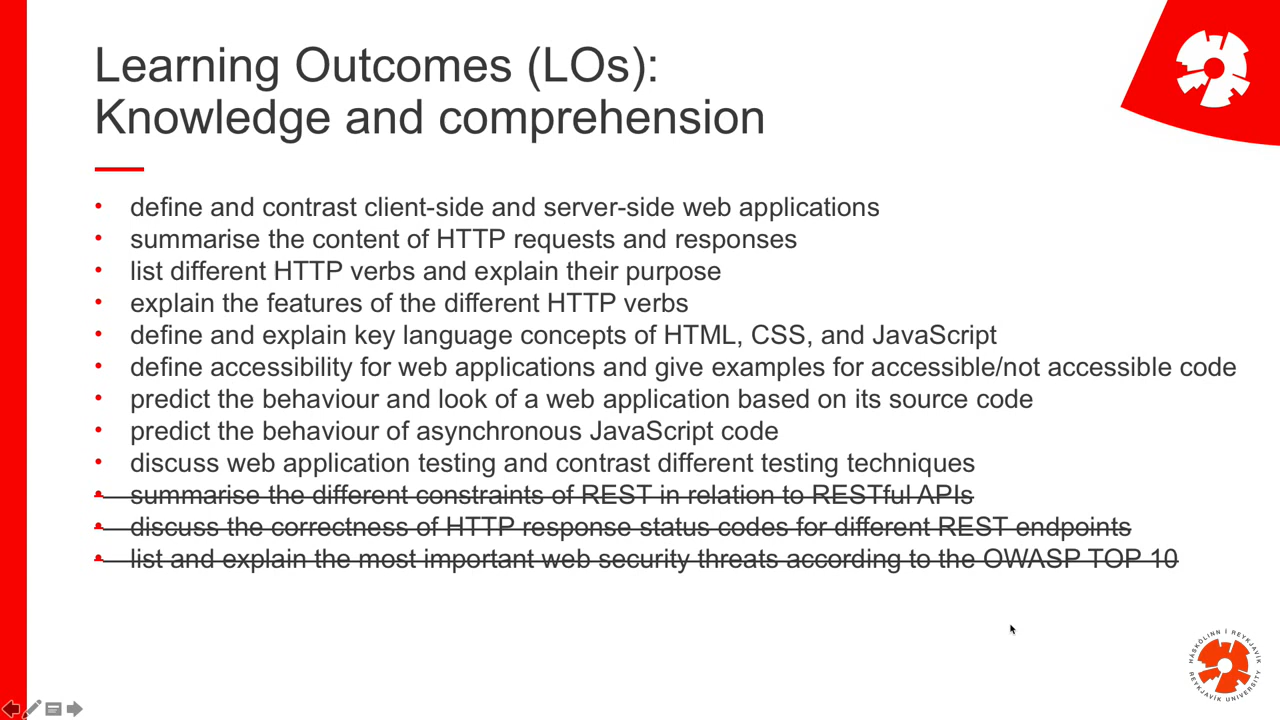 Learning Outcomes (LOs):
Knowledge and comprehension
• define and contrast client-side and server-side web applications
• summarise the content of HTTP requests and responses
• list different HTTP verbs and explain their purpose
• explain the features of the different HTTP verbs
• define and explain key language concepts of HTML, CSS, and JavaScript
• define accessibility for web applications and give examples for accessible/not accessible code
• predict the behaviour and look of a web application based on its source code
• predict the behaviour of asynchronous JavaScript code
• discuss web application testing and contrast different testing techniques
• summarise the different constraints of REST in relation to RESTful APIs
• discuss the correctness of HTTP response status codes for different REST endpoints
• list and explain the most important web security threats according to the OWASP TOP 10
HÁSKÓLINN Í REYKJAVÍK
REYKJAVÍK UNIVERSITY